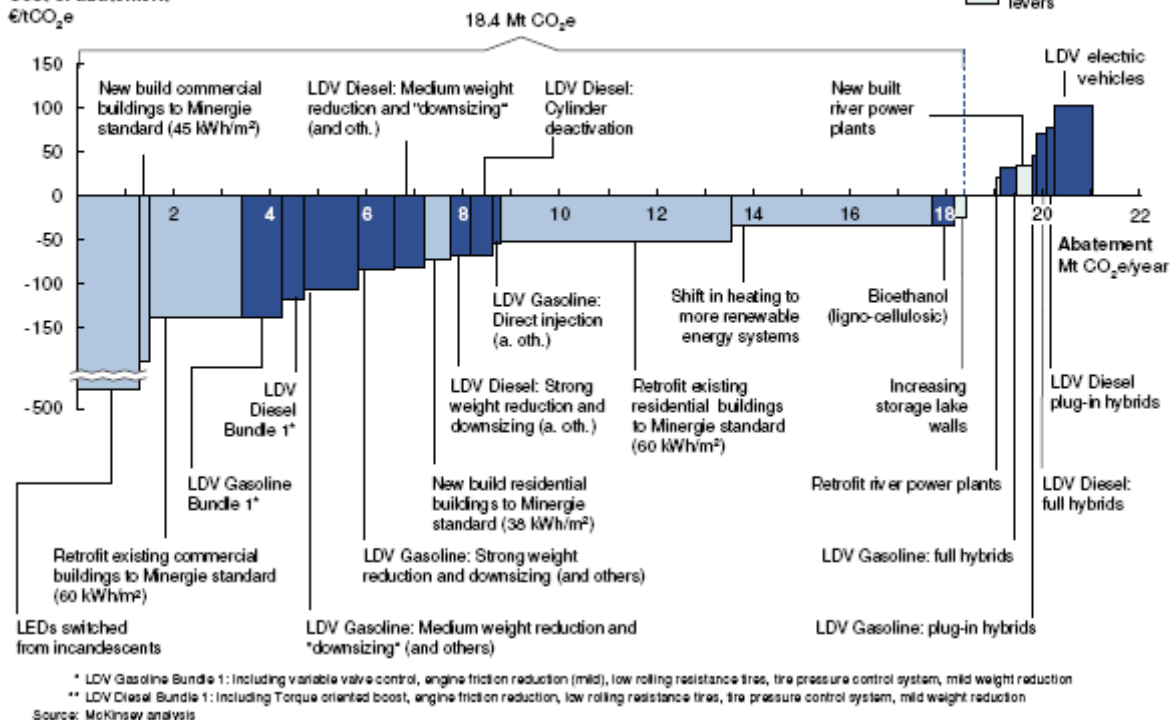 €/tCO2e
18.4 Mt CO2e
levers
150
100
50
0
-50
-100
-150
-500
New build commercial
buildings to Minergie
standard (45 kWh/m²)
LDV Diesel: Medium weight
reduction and "downsizing"
(and oth.)
LDV Diesel:
Cylinder
deactivation
New built
river power
plants
LDV electric
vehicles
2
4
6
8
10
12
14
16
18
20
22
Abatement
Mt CO2e/year
LDV
Diesel
Bundle 1*
LDV Gasoline:
Direct injection
(a. oth.)
Shift in heating to
more renewable
energy systems
Bioethanol
(ligno-cellulosic)
LDV Gasoline
Bundle 1*
LDV Diesel: Strong
weight reduction and
downsizing (a. oth.)
Retrofit existing
residential buildings
to Minergie standard
(60 kWh/m²)
Increasing
storage lake
walls
LDV Diesel
plug-in hybrids
New build residential
buildings to Minergie
standard (38 kWh/m²)
Retrofit river power plants
LDV Diesel:
full hybrids
Retrofit existing commercial
buildings to Minergie standard
(60 kWh/m²)
LDV Gasoline: Strong weight
reduction and downsizing (and others)
LDV Gasoline: full hybrids
LEDs switched
from incandescents
LDV Gasoline: Medium weight reduction and
"downsizing" (and others)
LDV Gasoline: plug-in hybrids
* LDV Gasoline Bundle 1: Including variable valve control, engine friction reduction (mild), low rolling resistance tires, tire pressure control system, mild weight reduction
** LDV Diesel Bundle 1: Including Torque oriented boost, engine friction reduction, low rolling resistance tires, tire pressure control system, mild weight reduction
Source: McKinsey analysis